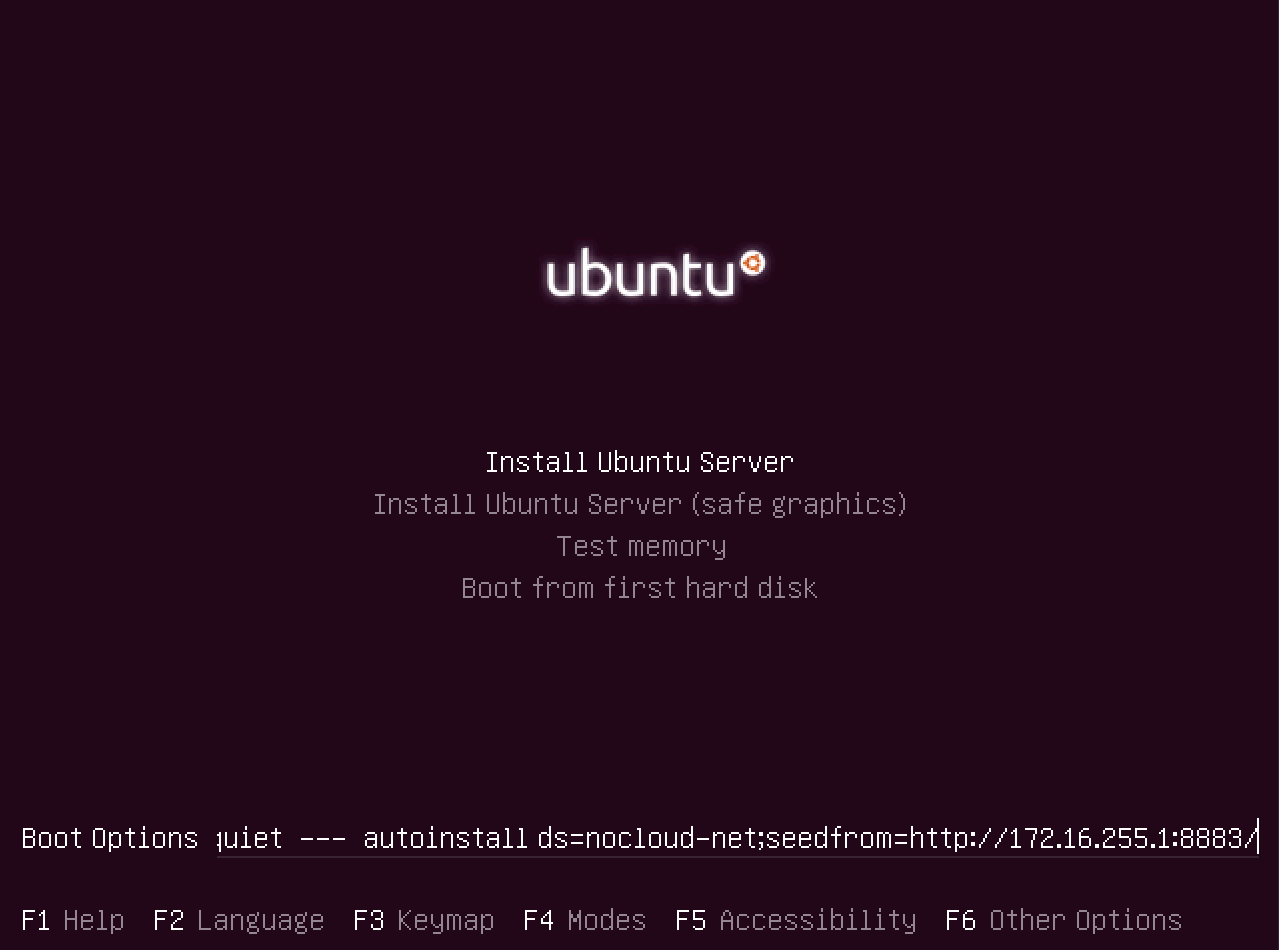 ubuntu
Install Ubuntu Server
Install Ubuntu Server (safe graphics)
Test memory
Boot from first hard disk
Boot Options quiet --- autoinstall ds=nocloud-net;seedfrom=http://172.16.255.1:8883/
F1 Help F2 Language F3 Keymap F4 Modes F5 Accessibility F6 Other Options